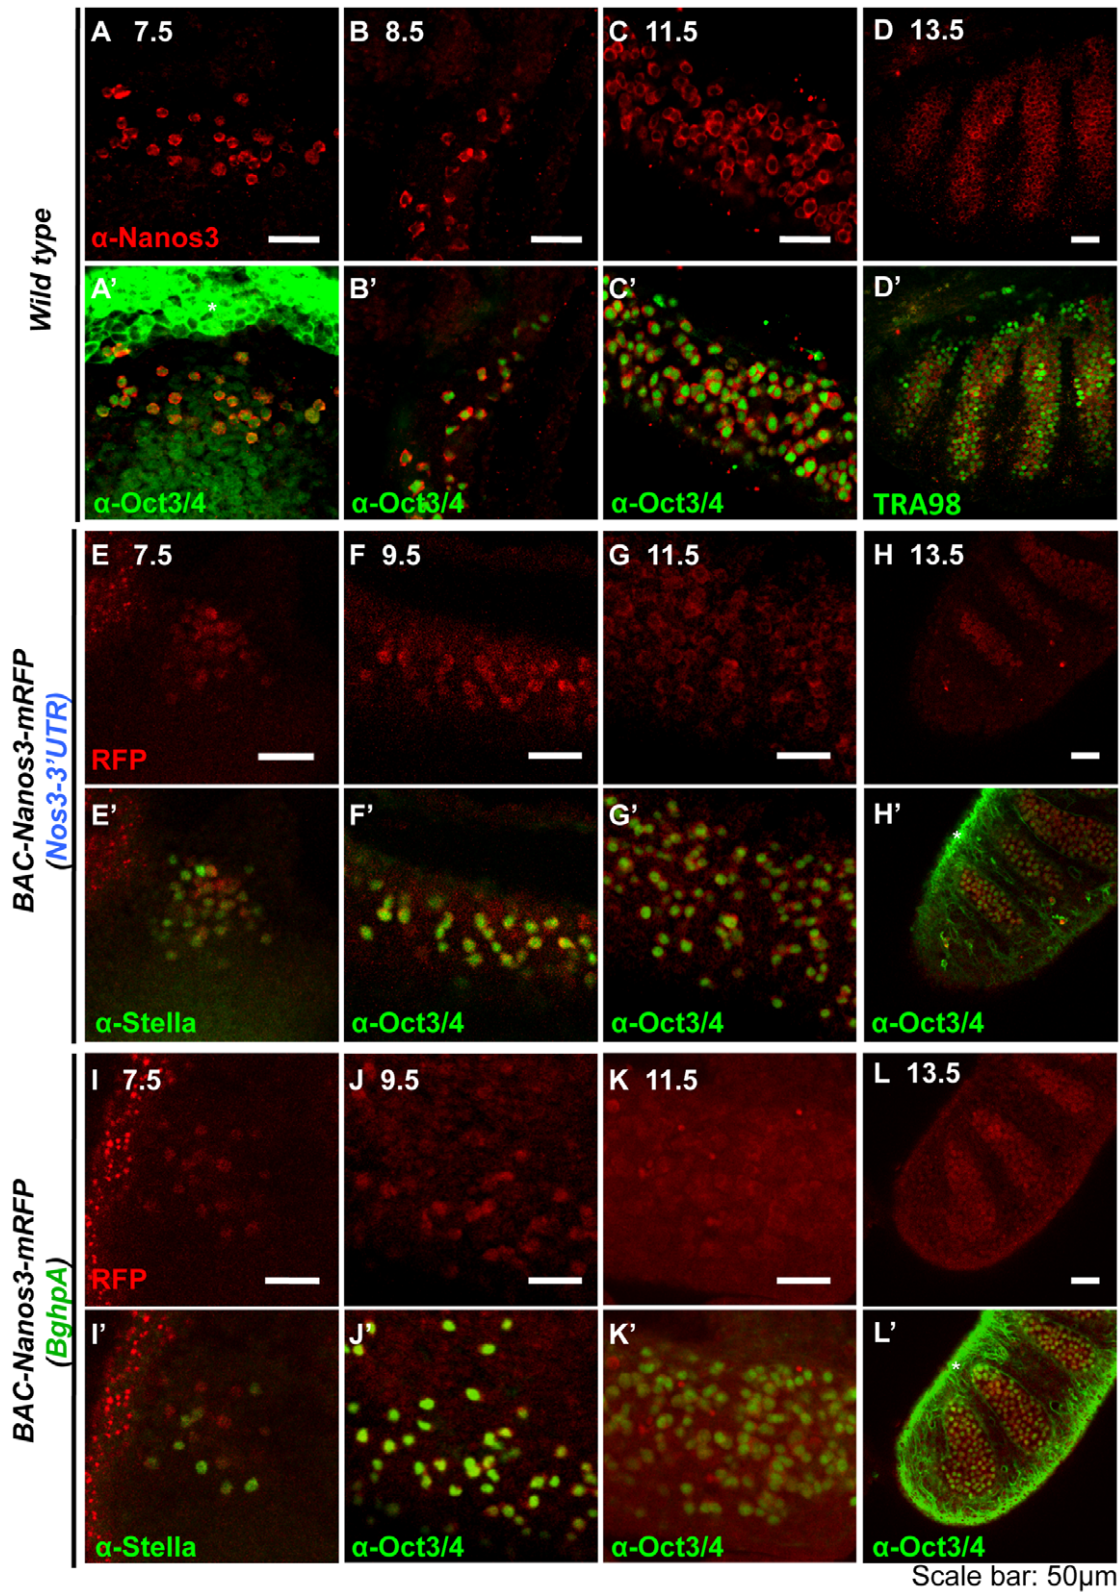 A 7.5
B 8.5
C 11.5
D 13.5
α-Nanos3
Wild type
A’
B’
C’
D’
*
α-Oct3/4
α-Oct3/4
α-Oct3/4
TRA98
E 7.5
F 9.5
G 11.5
H 13.5
RFP
BAC-Nanos3-mRFP
(Nos3-3’UTR)
E’
F’
G’
H’
*
α-Stella
α-Oct3/4
α-Oct3/4
α-Oct3/4
I 7.5
J 9.5
K 11.5
L 13.5
RFP
BAC-Nanos3-mRFP
(BghpA)
I’
J’
K’
L’
*
α-Stella
α-Oct3/4
α-Oct3/4
α-Oct3/4
Scale bar: 50μm